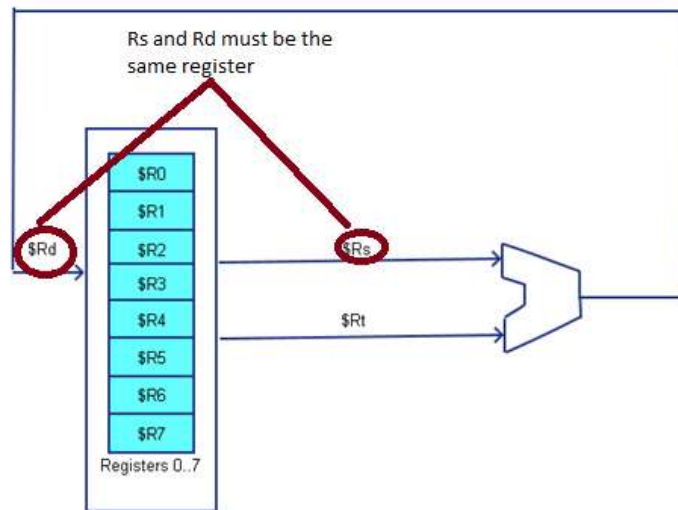 Rs and Rd must be the
same register
$R0
$R1
$Rd
$R2
$Rs
$R3
$R4
$Rt
$R5
$R6
$R7
Registers 0..7